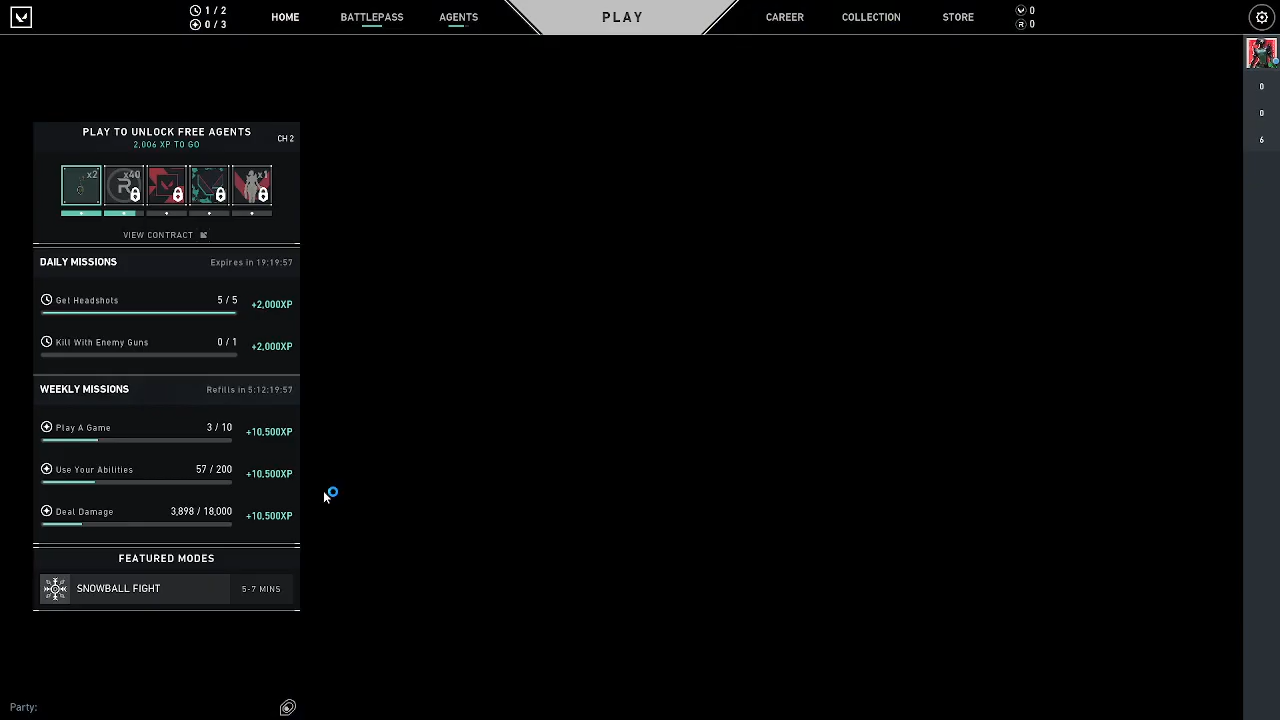 1 / 2
0 / 3
HOME
BATTLEPASS
AGENTS
PLAY
CAREER
COLLECTION
STORE
0
R 0
PLAY TO UNLOCK FREE AGENTS
2,006 XP TO GO
CH 2
x2
x40
x1
VIEW CONTRACT
DAILY MISSIONS
Expires in 19:19:57
Get Headshots
5 / 5
+2,000XP
Kill With Enemy Guns
0 / 1
+2,000XP
WEEKLY MISSIONS
Refills in 5:12:19:57
Play A Game
3 / 10
+10,500XP
Use Your Abilities
57 / 200
+10,500XP
Deal Damage
3,898 / 18,000
+10,500XP
FEATURED MODES
SNOWBALL FIGHT
5-7 MINS
Party:
0
0
6